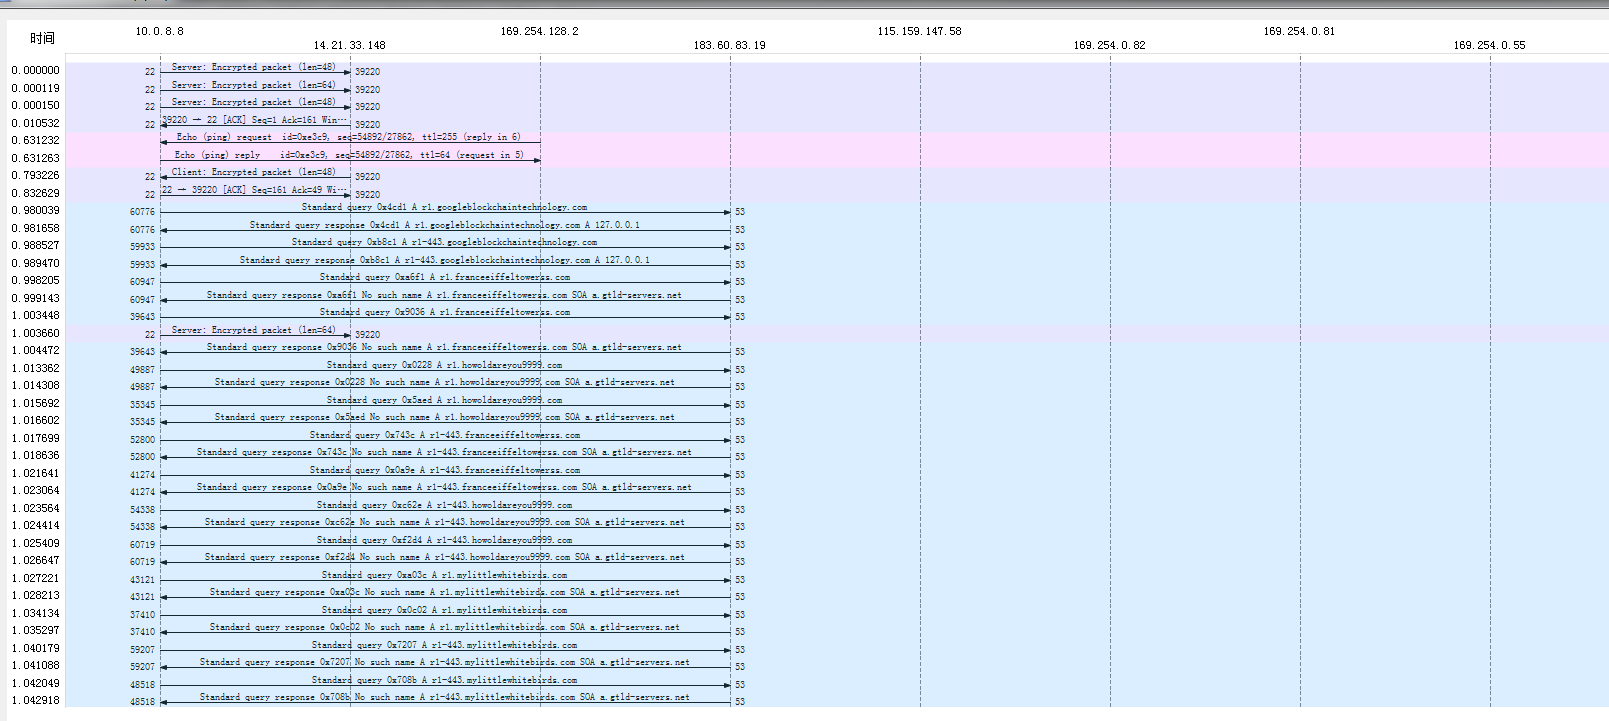 10.0.8.8 169.254.128.2 115.159.147.58 169.254.0.81
时间
14.21.33.148 183.60.83.19 169.254.0.82 169.254.0.55
0.000000 22 Server: Encrypted packet (len=48) 39220
0.000119 22 Server: Encrypted packet (len=64) 39220
0.000150 22 Server: Encrypted packet (len=48) 39220
0.010532 22 39220 → 22 [ACK] Seq=1 Ack=161 Win… 39220
0.631232 Echo (ping) request id=0xe3c9, seq=54892/27862, ttl=255 (reply in 6)
0.631263 Echo (ping) reply id=0xe3c9, seq=54892/27862, ttl=64 (request in 5)
0.793226 22 Client: Encrypted packet (len=48) 39220
0.832629 22 22 → 39220 [ACK] Seq=161 Ack=49 Wi… 39220
0.980039 60776 Standard query 0x4cd1 A r1.googleblockchaintechnology.com 53
0.981658 60776 Standard query response 0x4cd1 A r1.googleblockchaintechnology.com A 127.0.0.1 53
0.988527 59933 Standard query 0xb8c1 A r1-443.googleblockchaintechnology.com 53
0.989470 59933 Standard query response 0xb8c1 A r1-443.googleblockchaintechnology.com A 127.0.0.1 53
0.998205 60947 Standard query 0xa6f1 A r1.franceeiffeltowerss.com 53
0.999143 60947 Standard query response 0xa6f1 No such name A r1.franceeiffeltowerss.com SOA a.gtld-servers.net 53
1.003448 39643 Standard query 0x9036 A r1.franceeiffeltowerss.com 53
1.003660 22 Server: Encrypted packet (len=64) 39220
1.004472 39643 Standard query response 0x9036 No such name A r1.franceeiffeltowerss.com SOA a.gtld-servers.net 53
1.013362 49887 Standard query 0x0228 A r1.howoldareyou9999.com 53
1.014308 49887 Standard query response 0x0228 No such name A r1.howoldareyou9999.com SOA a.gtld-servers.net 53
1.015692 35345 Standard query 0x5aed A r1.howoldareyou9999.com 53
1.016602 35345 Standard query response 0x5aed No such name A r1.howoldareyou9999.com SOA a.gtld-servers.net 53
1.017699 52800 Standard query 0x743c A r1-443.franceeiffeltowerss.com 53
1.018636 52800 Standard query response 0x743c No such name A r1-443.franceeiffeltowerss.com SOA a.gtld-servers.net 53
1.021641 41274 Standard query 0x0a9e A r1-443.franceeiffeltowerss.com 53
1.023064 41274 Standard query response 0x0a9e No such name A r1-443.franceeiffeltowerss.com SOA a.gtld-servers.net 53
1.023564 54338 Standard query 0xc62e A r1-443.howoldareyou9999.com 53
1.024414 54338 Standard query response 0xc62e No such name A r1-443.howoldareyou9999.com SOA a.gtld-servers.net 53
1.025409 60719 Standard query 0xf2d4 A r1-443.howoldareyou9999.com 53
1.026647 60719 Standard query response 0xf2d4 No such name A r1-443.howoldareyou9999.com SOA a.gtld-servers.net 53
1.027221 43121 Standard query 0xa03c A r1.mylittlewhitebirds.com 53
1.028213 43121 Standard query response 0xa03c No such name A r1.mylittlewhitebirds.com SOA a.gtld-servers.net 53
1.034134 37410 Standard query 0x0c02 A r1.mylittlewhitebirds.com 53
1.035297 37410 Standard query response 0x0c02 No such name A r1.mylittlewhitebirds.com SOA a.gtld-servers.net 53
1.040179 59207 Standard query 0x7207 A r1-443.mylittlewhitebirds.com 53
1.041088 59207 Standard query response 0x7207 No such name A r1-443.mylittlewhitebirds.com SOA a.gtld-servers.net 53
1.042049 48518 Standard query 0x708b A r1-443.mylittlewhitebirds.com 53
1.042918 48518 Standard query response 0x708b No such name A r1-443.mylittlewhitebirds.com SOA a.gtld-servers.net 53